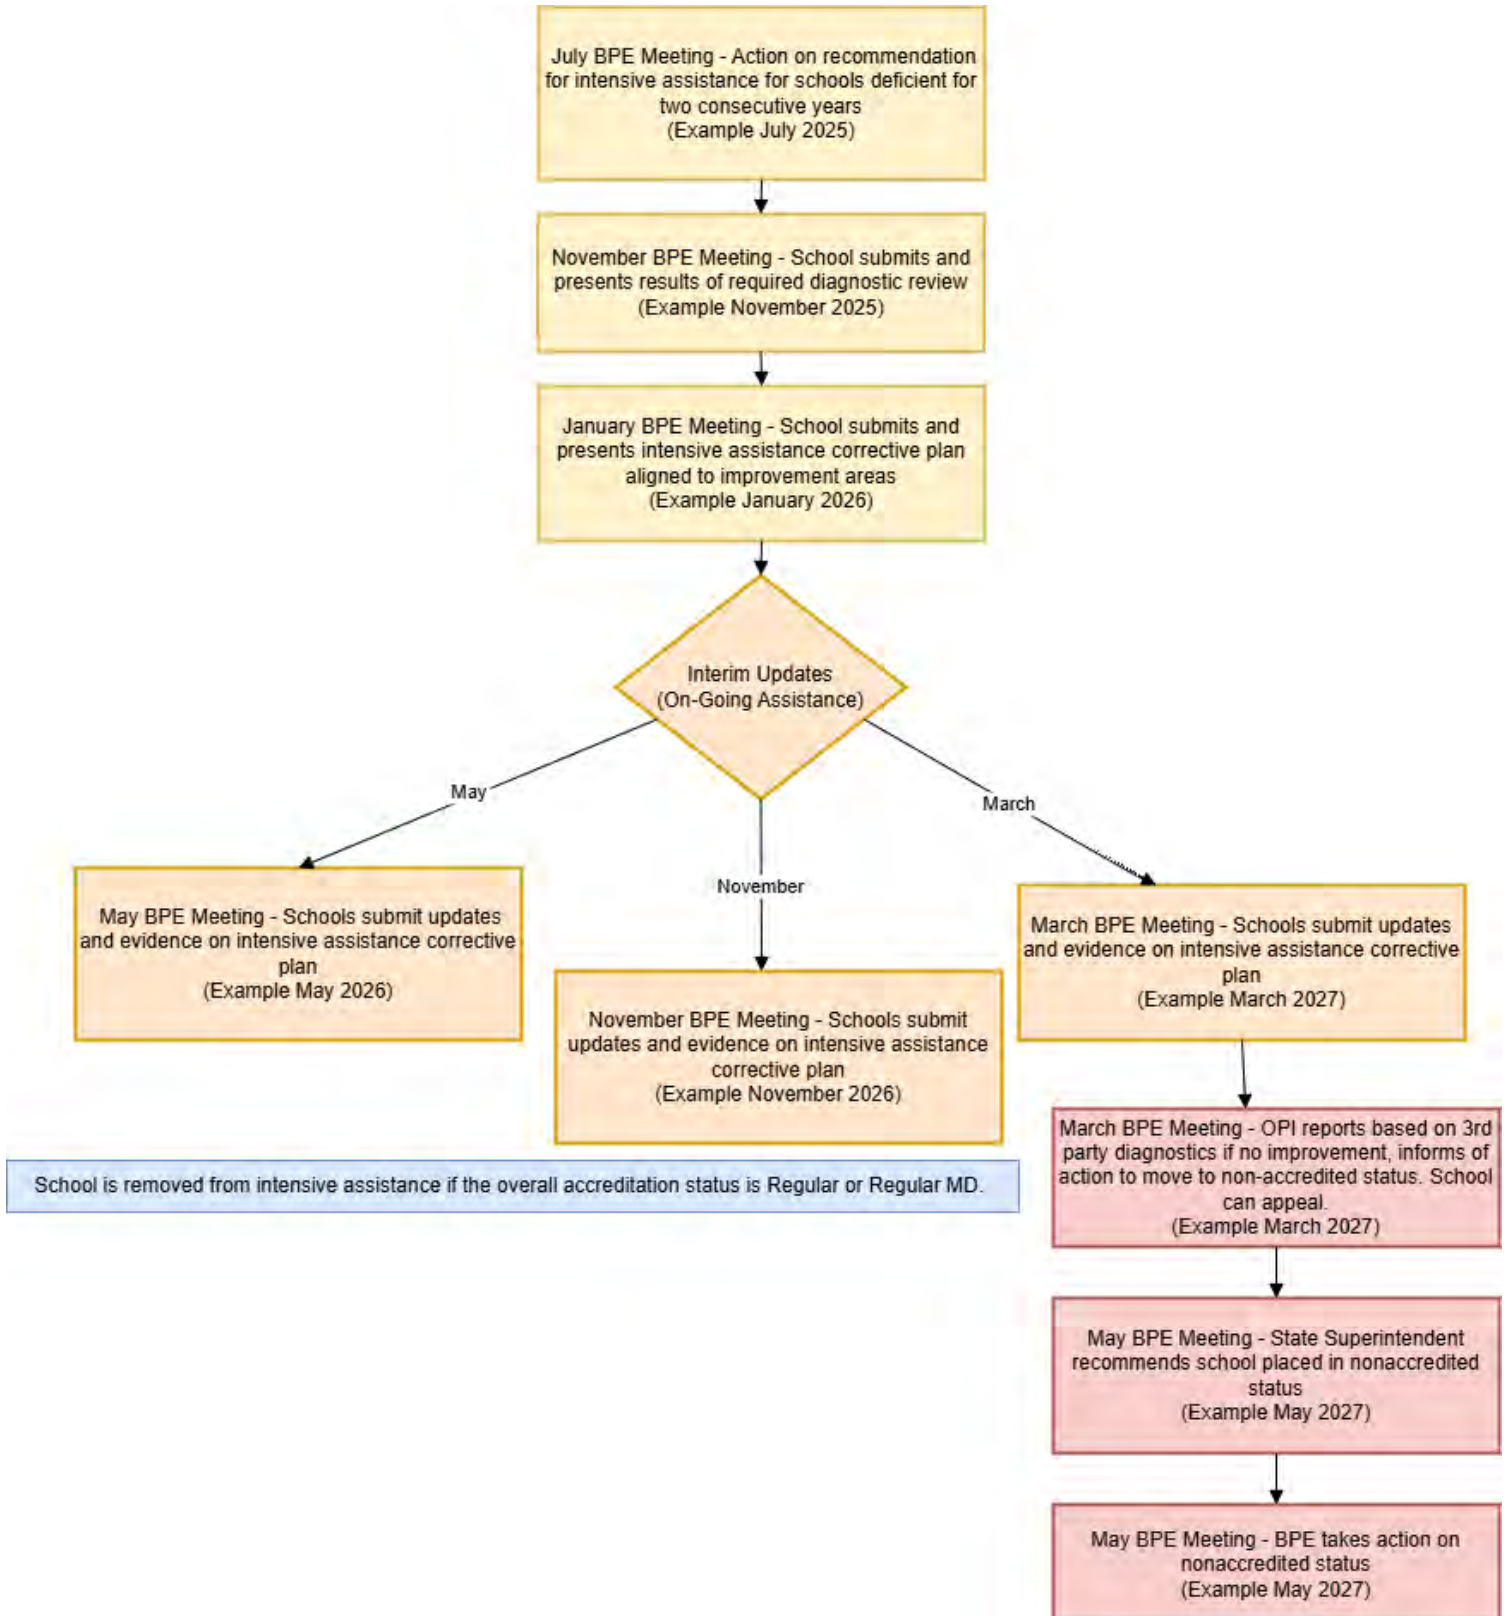 July BPE Meeting - Action on recommendation
for intensive assistance for schools deficient for
two consecutive years
(Example July 2025)
November BPE Meeting - School submits and
presents results of required diagnostic review
(Example November 2025)
January BPE Meeting - School submits and
presents intensive assistance corrective plan
aligned to improvement areas
(Example January 2026)
Interim Updates
(On-Going Assistance)
May
November
March
May BPE Meeting - Schools submit updates
and evidence on intensive assistance corrective
plan
(Example May 2026)
November BPE Meeting - Schools submit
updates and evidence on intensive assistance
corrective plan
(Example November 2026)
March BPE Meeting - Schools submit updates
and evidence on intensive assistance corrective
plan
(Example March 2027)
School is removed from intensive assistance if the overall accreditation status is Regular or Regular MD.
March BPE Meeting - OPI reports based on 3rd
party diagnostics if no improvement, informs of
action to move to non-accredited status. School
can appeal.
(Example March 2027)
May BPE Meeting - State Superintendent
recommends school placed in nonaccredited
status
(Example May 2027)
May BPE Meeting - BPE takes action on
nonaccredited status
(Example May 2027)